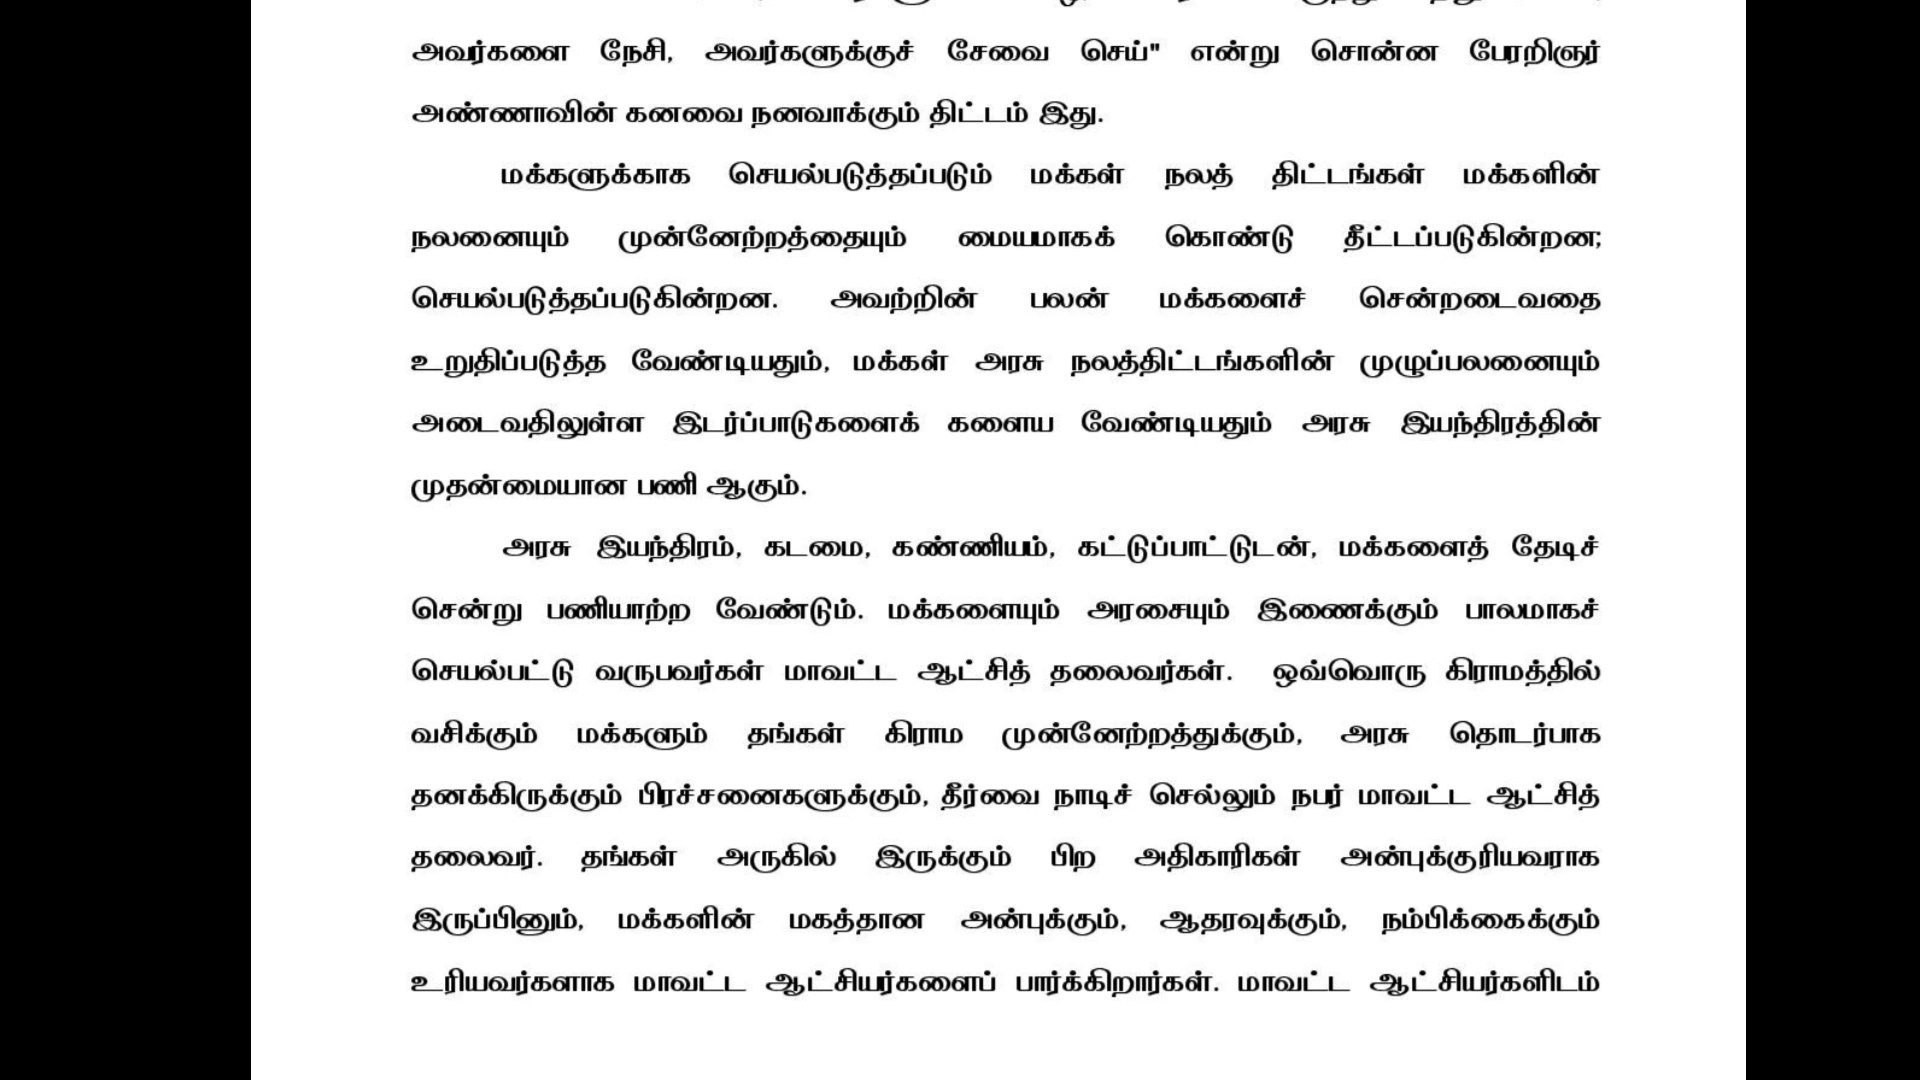 அவர்களை நேசி, அவர்களுக்குச் சேவை செய்" என்று சொன்ன பேரறிஞர்
அண்ணாவின் கனவை நனவாக்கும் திட்டம் இது.
மக்களுக்காக செயல்படுத்தப்படும் மக்கள் நலத் திட்டங்கள் மக்களின்
நலனையும் முன்னேற்றத்தையும் மையமாகக் கொண்டு தீட்டப்படுகின்றன;
செயல்படுத்தப்படுகின்றன. அவற்றின் பலன் மக்களைச் சென்றடைவதை
உறுதிப்படுத்த வேண்டியதும், மக்கள் அரசு நலத்திட்டங்களின் முழுப்பலனையும்
அடைவதிலுள்ள இடர்ப்பாடுகளைக் களைய வேண்டியதும் அரசு இயந்திரத்தின்
முதன்மையான பணி ஆகும்.
அரசு இயந்திரம், கடமை, கண்ணியம், கட்டுப்பாட்டுடன், மக்களைத் தேடிச்
சென்று பணியாற்ற வேண்டும். மக்களையும் அரசையும் இணைக்கும் பாலமாகச்
செயல்பட்டு வருபவர்கள் மாவட்ட ஆட்சித் தலைவர்கள். ஒவ்வொரு கிராமத்தில்
வசிக்கும் மக்களும் தங்கள் கிராம முன்னேற்றத்துக்கும், அரசு தொடர்பாக
தனக்கிருக்கும் பிரச்சனைகளுக்கும், தீர்வை நாடிச் செல்லும் நபர் மாவட்ட ஆட்சித்
தலைவர். தங்கள் அருகில் இருக்கும் பிற அதிகாரிகள் அன்புக்குரியவராக
இருப்பினும், மக்களின் மகத்தான அன்புக்கும், ஆதரவுக்கும், நம்பிக்கைக்கும்
உரியவர்களாக மாவட்ட ஆட்சியர்களைப் பார்க்கிறார்கள். மாவட்ட ஆட்சியர்களிடம்